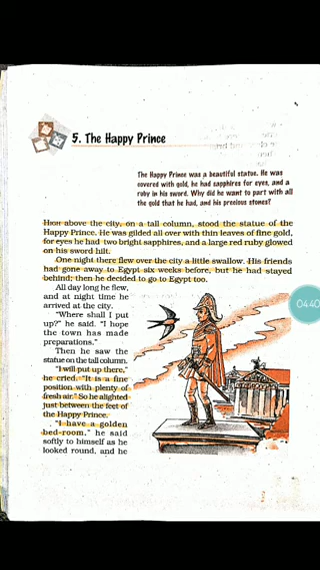 5. The Happy Prince
The Happy Prince was a beautiful statue. He was
covered with gold, he had sapphires for eyes, and a
ruby in his sword. Why did he want to part with all
the gold that he had, and his precious stones?
HIGH above the city, on a tall column, stood the statue of the
Happy Prince. He was gilded all over with thin leaves of fine gold,
for eyes he had two bright sapphires, and a large red ruby glowed
on his sword hilt.
One night there flew over the city a little swallow. His friends
had gone away to Egypt six weeks before, but he had stayed
behind; then he decided to go to Egypt too.
All day long he flew,
and at night time he
arrived at the city.
“Where shall I put
up?” he said. “I hope
the town has made
preparations.”
Then he saw the
statue on the tall column.
“I will put up there,”
he cried. “It is a fine
position with plenty of
fresh air.” So he alighted
just between the feet of
the Happy Prince.
“I have a golden
bed-room,” he said
softly to himself as he
looked round, and he
04:40